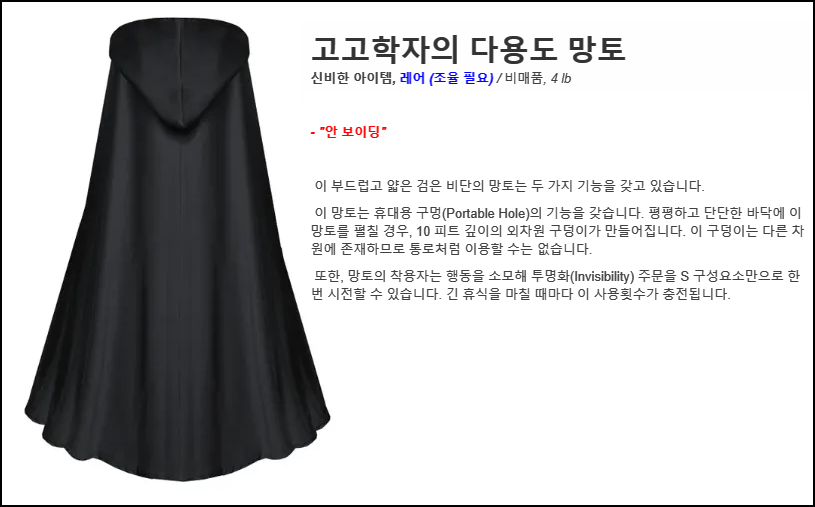 고고학자의 다용도 망토
신비한 아이템, 레어 (조율 필요) / 비매품, 4 lb
- "안 보이딩"
이 부드럽고 얇은 검은 비단의 망토는 두 가지 기능을 갖고 있습니다.
이 망토는 휴대용 구멍(Portable Hole)의 기능을 갖습니다. 평평하고 단단한 바닥에 이
망토를 펼칠 경우, 10 피트 깊이의 외차원 구덩이가 만들어집니다. 이 구덩이는 다른 차
원에 존재하므로 통로처럼 이용할 수는 없습니다.
또한, 망토의 착용자는 행동을 소모해 투명화(Invisibility) 주문을 S 구성요소만으로 한
번 시전할 수 있습니다. 긴 휴식을 마칠 때마다 이 사용횟수가 충전됩니다.